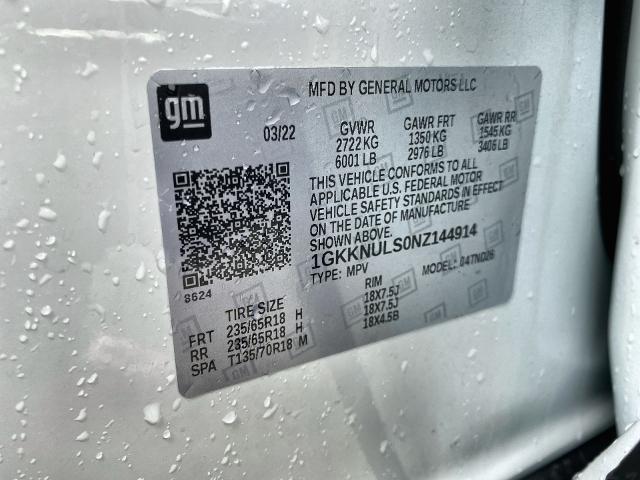 gm
MFD BY GENERAL MOTORS LLC
03/22
GVWR GAWR FRT GAWR RR
2722 KG 1350 KG 1545 KG
6001 LB 2976 LB 3406 LB
THIS VEHICLE CONFORMS TO ALL
APPLICABLE U.S. FEDERAL MOTOR
VEHICLE SAFETY STANDARDS IN EFFECT
ON THE DATE OF MANUFACTURE
SHOWN ABOVE.
1GKKNULS0NZ144914
TYPE: MPV MODEL: 04TND26
8624
TIRE SIZE RIM
FRT 235/65R18 H 18X7.5J
RR 235/65R18 H 18X7.5J
SPA T135/70R18 M 18X4.5B